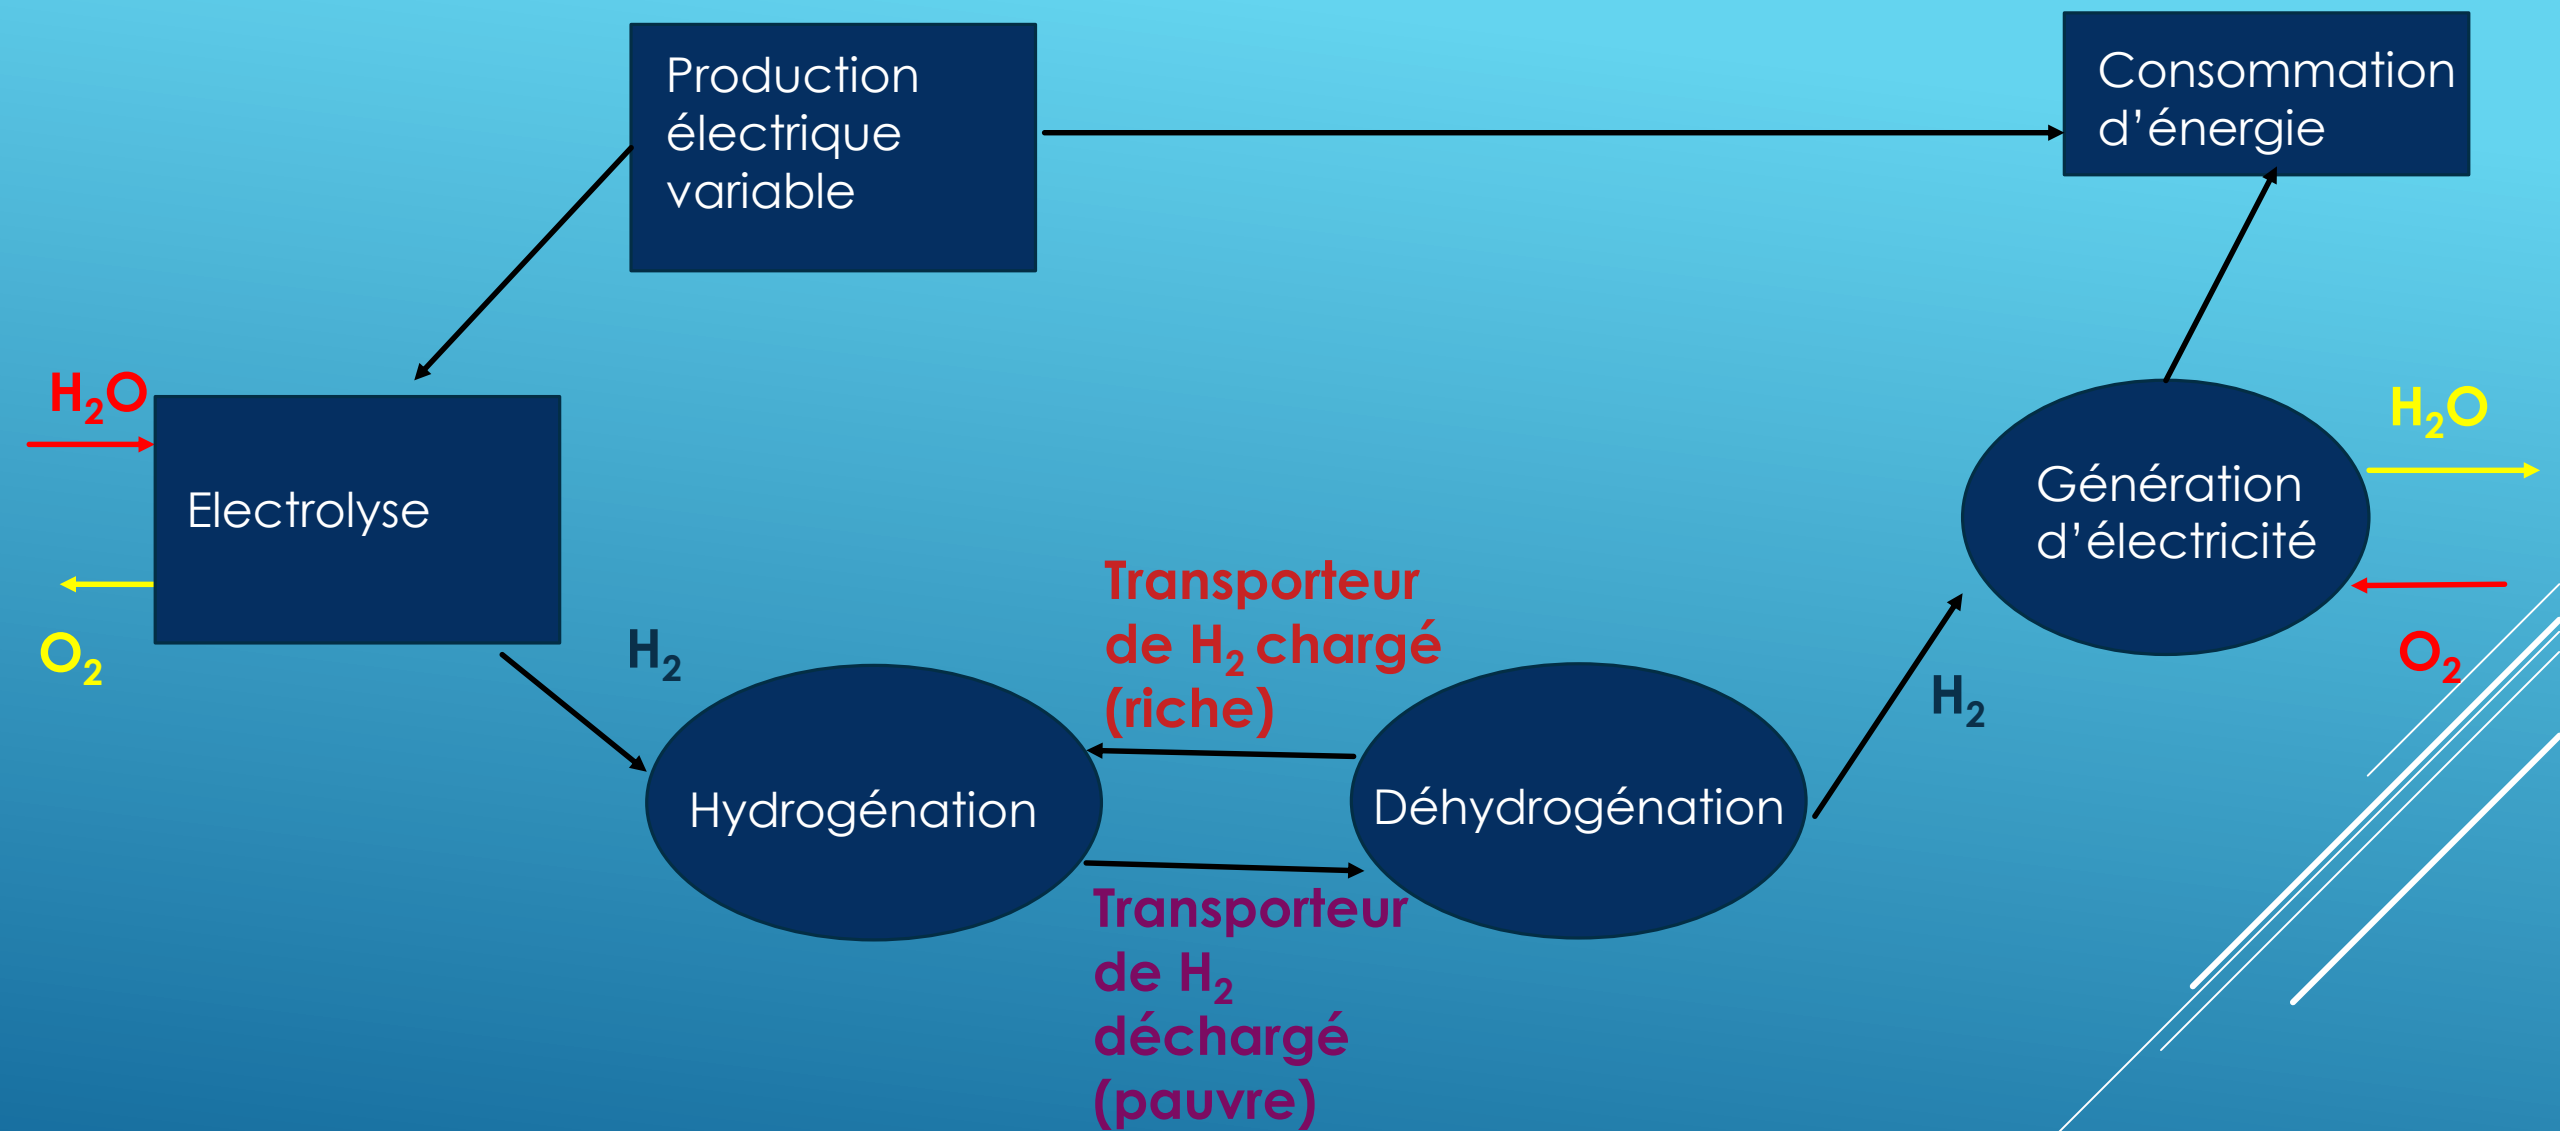 Production
électrique
variable
Consommation
d’énergie
H₂O
Electrolyse
O₂
H₂
Hydrogénation
Transporteur
de H₂ chargé
(riche)
Transporteur
de H₂
déchargé
(pauvre)
Déhydrogénation
H₂
Génération
d’électricité
H₂O
O₂